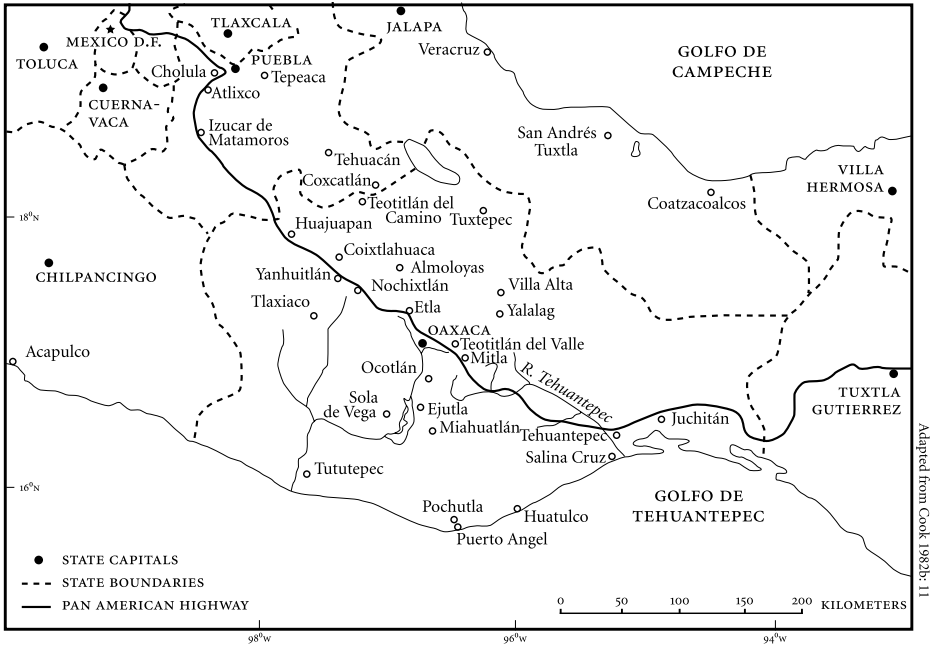 TLAXCALA
JALAPA
MEXICO D.F.
Veracruz
GOLFO DE
CAMPECHE
TOLUCA
PUEBLA
Cholula
Tepeaca
Atlixco
CUERNA-
VACA
Izucar de
Matamoros
San Andrés
Tuxtla
Tehuacán
VILLA
HERMOSA
Coxcatlán
Coatzacoalcos
Teotitlán del
Camino
Tuxtepec
18°N
Huajuapan
Coixtlahuaca
Almoloyas
CHILPANCINGO
Yanhuitlán
Nochixtlán
Villa Alta
Tlaxiaco
Etla
Yalalag
OAXACA
Teotitlán del Valle
Acapulco
Mitla
Ocotlán
R. Tehuantepec
TUXTLA
GUTIERREZ
Sola
de Vega
Ejutla
Juchitán
Miahuatlán
Tehuantepec
Salina Cruz
Tututepec
16°N
GOLFO DE
TEHUANTEPEC
Pochutla
Huatulco
Puerto Angel
STATE CAPITALS
STATE BOUNDARIES
PAN AMERICAN HIGHWAY
0 50 100 150 200 KILOMETERS
98°W 96°W 94°W
Adapted from Cook 1982b: 11